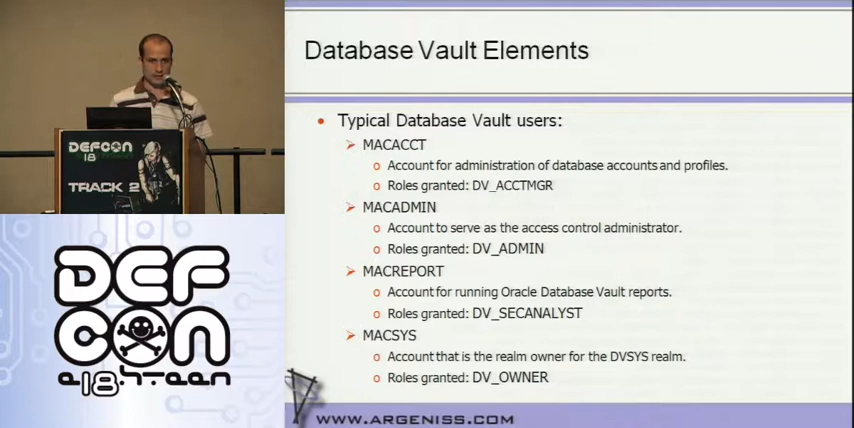 Database Vault Elements
• Typical Database Vault users:
➢ MACACCT
o Account for administration of database accounts and profiles.
o Roles granted: DV_ACCTMGR
➢ MACADMIN
o Account to serve as the access control administrator.
o Roles granted: DV_ADMIN
➢ MACREPORT
o Account for running Oracle Database Vault reports.
o Roles granted: DV_SECANALYST
➢ MACSYS
o Account that is the realm owner for the DVSYS realm.
o Roles granted: DV_OWNER
WWW.ARGENISS.COM
DEFCON
18
TRACK 2
DEF
CON
e18hteen